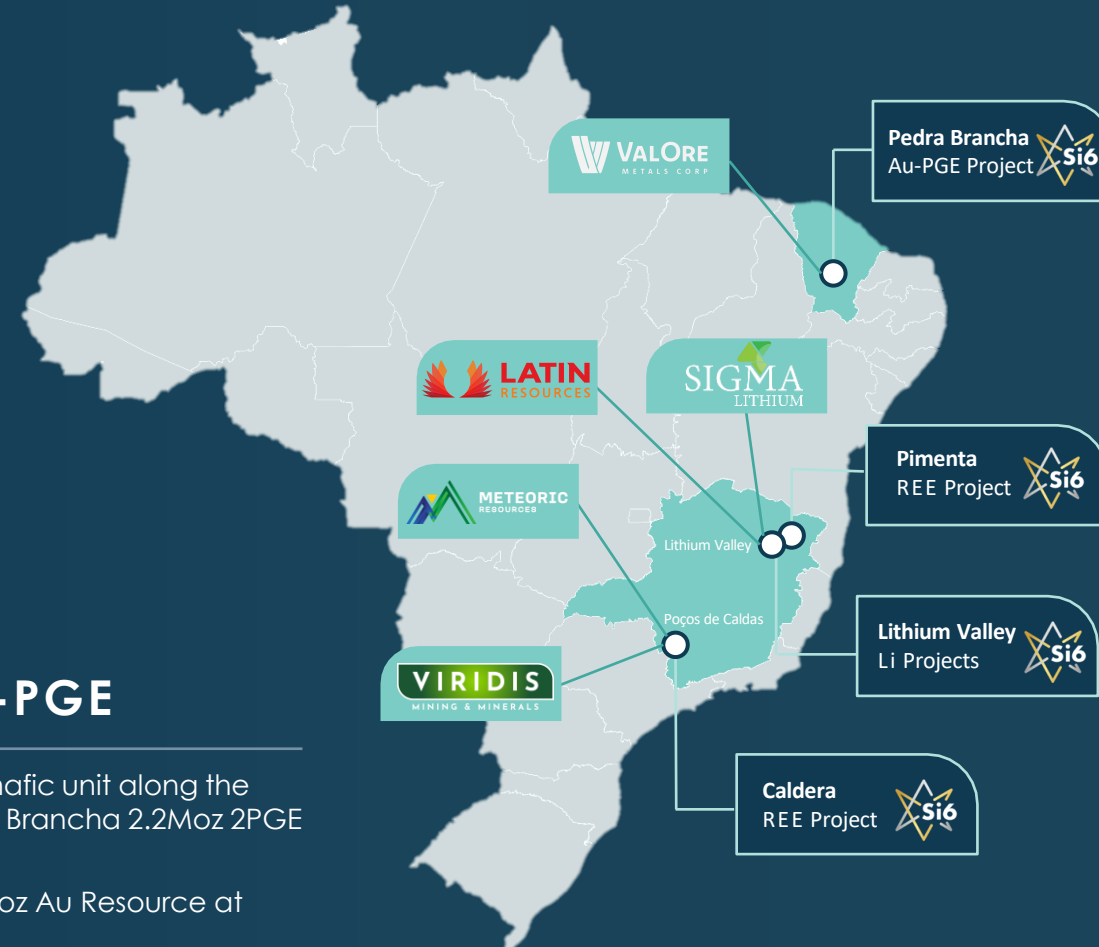 VALORE
METALS CORP
Pedra Brancha
Au-PGE Project
Si6
LATIN
RESOURCES
SIGMA
LITHIUM
Pimenta
REE Project
Si6
METEORIC
RESOURCES
Lithium Valley
Lithium Valley
Li Projects
Si6
Poços de Caldas
VIRIDIS
MINING & MINERALS
-PGE
mafic unit along the
Brancha 2.2Moz 2PGE
oz Au Resource at
Caldera
REE Project
Si6